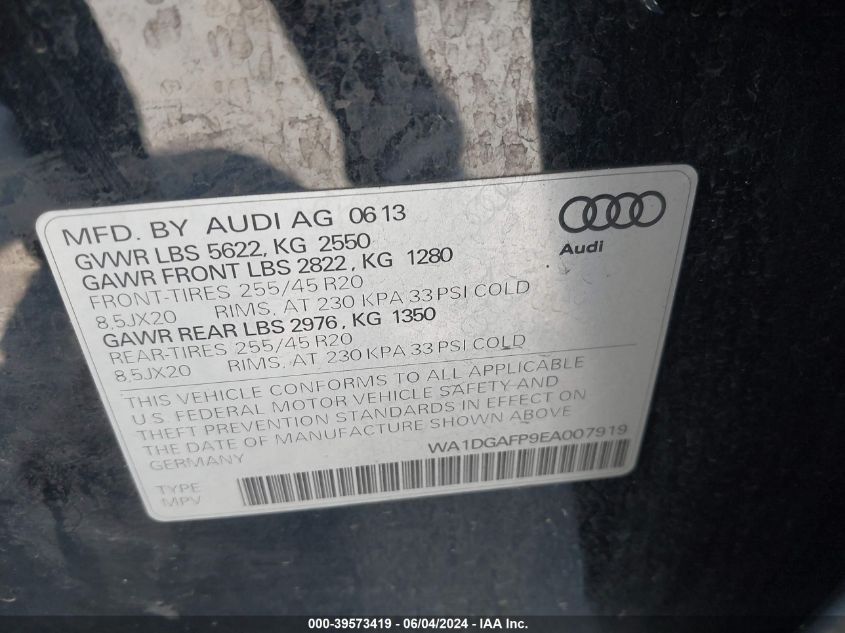 MFD. BY AUDI AG 06 13
GVWR LBS 5622, KG 2550
GAWR FRONT LBS 2822, KG 1280
FRONT-TIRES 255/45 R20
8,5JX20 RIMS, AT 230 KPA 33 PSI COLD
GAWR REAR LBS 2976, KG 1350
REAR-TIRES 255/45 R20
8,5JX20 RIMS, AT 230 KPA 33 PSI COLD
Audi
THIS VEHICLE CONFORMS TO ALL APPLICABLE
U.S. FEDERAL MOTOR VEHICLE SAFETY AND
THEFT PREVENTION STANDARDS IN EFFECT ON
THE DATE OF MANUFACTURE SHOWN ABOVE
GERMANY
WA1DGAFP9EA007919
TYPE
MPV
000-39573419 - 06/04/2024 - IAA Inc.